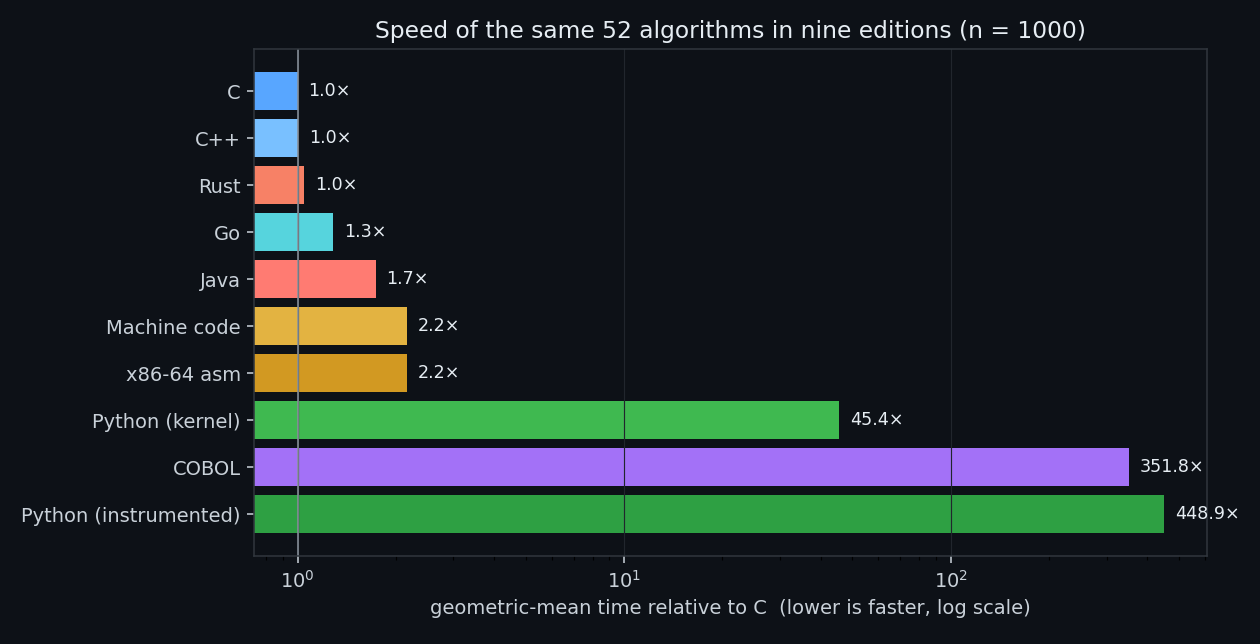 Speed of the same 52 algorithms in nine editions (n = 1000)
C 1.0×
C++ 1.0×
Rust 1.0×
Go 1.3×
Java 1.7×
Machine code 2.2×
x86-64 asm 2.2×
Python (kernel) 45.4×
COBOL 351.8×
Python (instrumented) 448.9×
10⁰ 10¹ 10²
geometric-mean time relative to C (lower is faster, log scale)